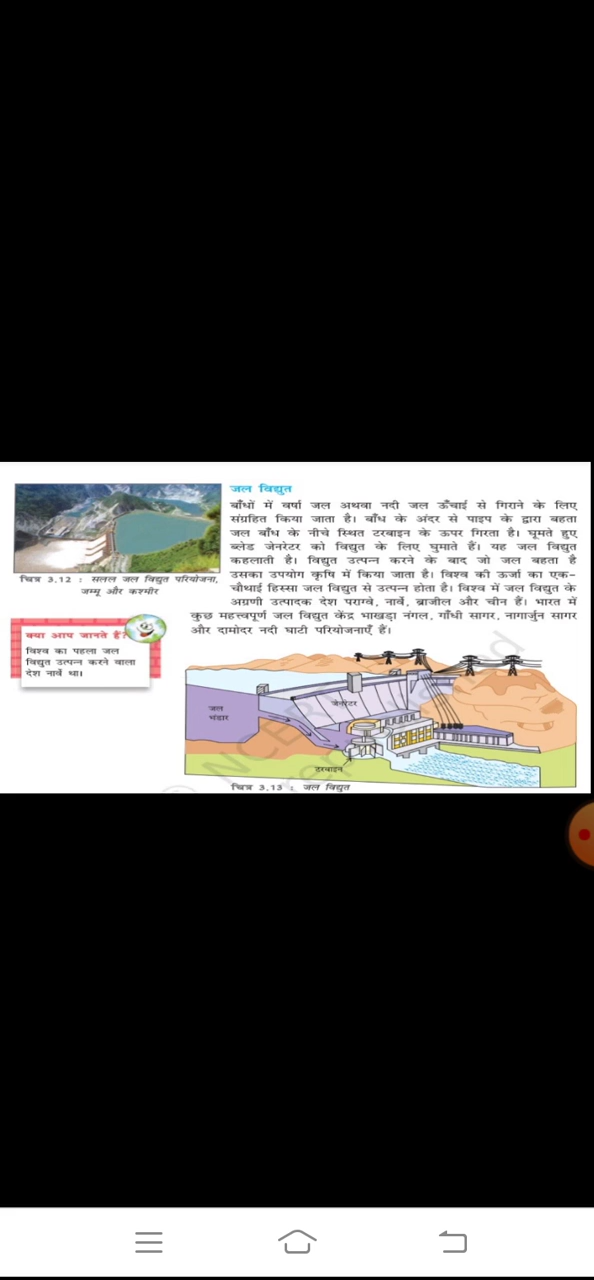 जल विद्युत
बाँधों में वर्षा जल अथवा नदी जल ऊँचाई से गिराने के लिए
संग्रहित किया जाता है। बाँध के अंदर से पाइप के द्वारा बहता
जल बाँध के नीचे स्थित टरबाइन के ऊपर गिरता है। घूमते हुए
ब्लेड जेनरेटर को विद्युत के लिए घुमाते हैं। यह जल विद्युत
कहलाती है। विद्युत उत्पन्न करने के बाद जो जल बहता है
उसका उपयोग कृषि में किया जाता है। विश्व की ऊर्जा का एक-
चौथाई हिस्सा जल विद्युत से उत्पन्न होता है। विश्व में जल विद्युत के
अग्रणी उत्पादक देश पराग्वे, नार्वे, ब्राजील और चीन हैं। भारत में
कुछ महत्त्वपूर्ण जल विद्युत केंद्र भाखड़ा नंगल, गाँधी सागर, नागार्जुन सागर
और दामोदर नदी घाटी परियोजनाएँ हैं।
चित्र 3.12 : सलल जल विद्युत परियोजना,
जम्मू और कश्मीर
क्या आप जानते हैं?
विश्व का पहला जल
विद्युत उत्पन्न करने वाला
देश नार्वे था।
जल
भंडार
जेनरेटर
टरबाइन
चित्र 3.13 : जल विद्युत
© NCERT